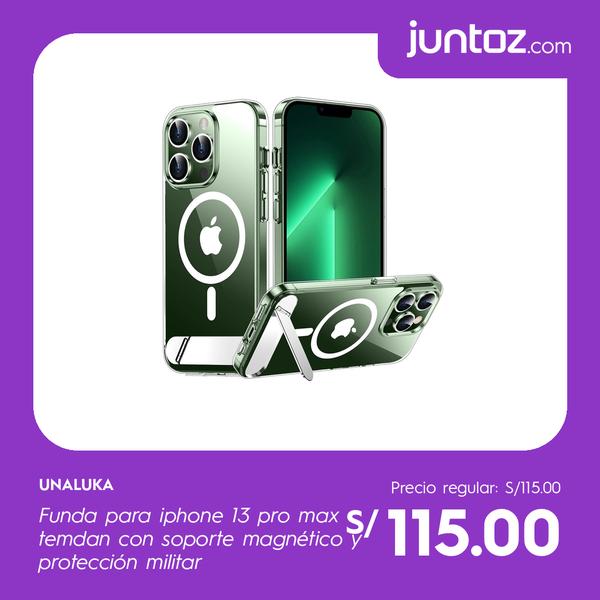 juntoz.com
UNALUKA
Precio regular: S/115.00
Funda para iphone 13 pro max
temdan con soporte magnético y
protección militar
S/ 115.00